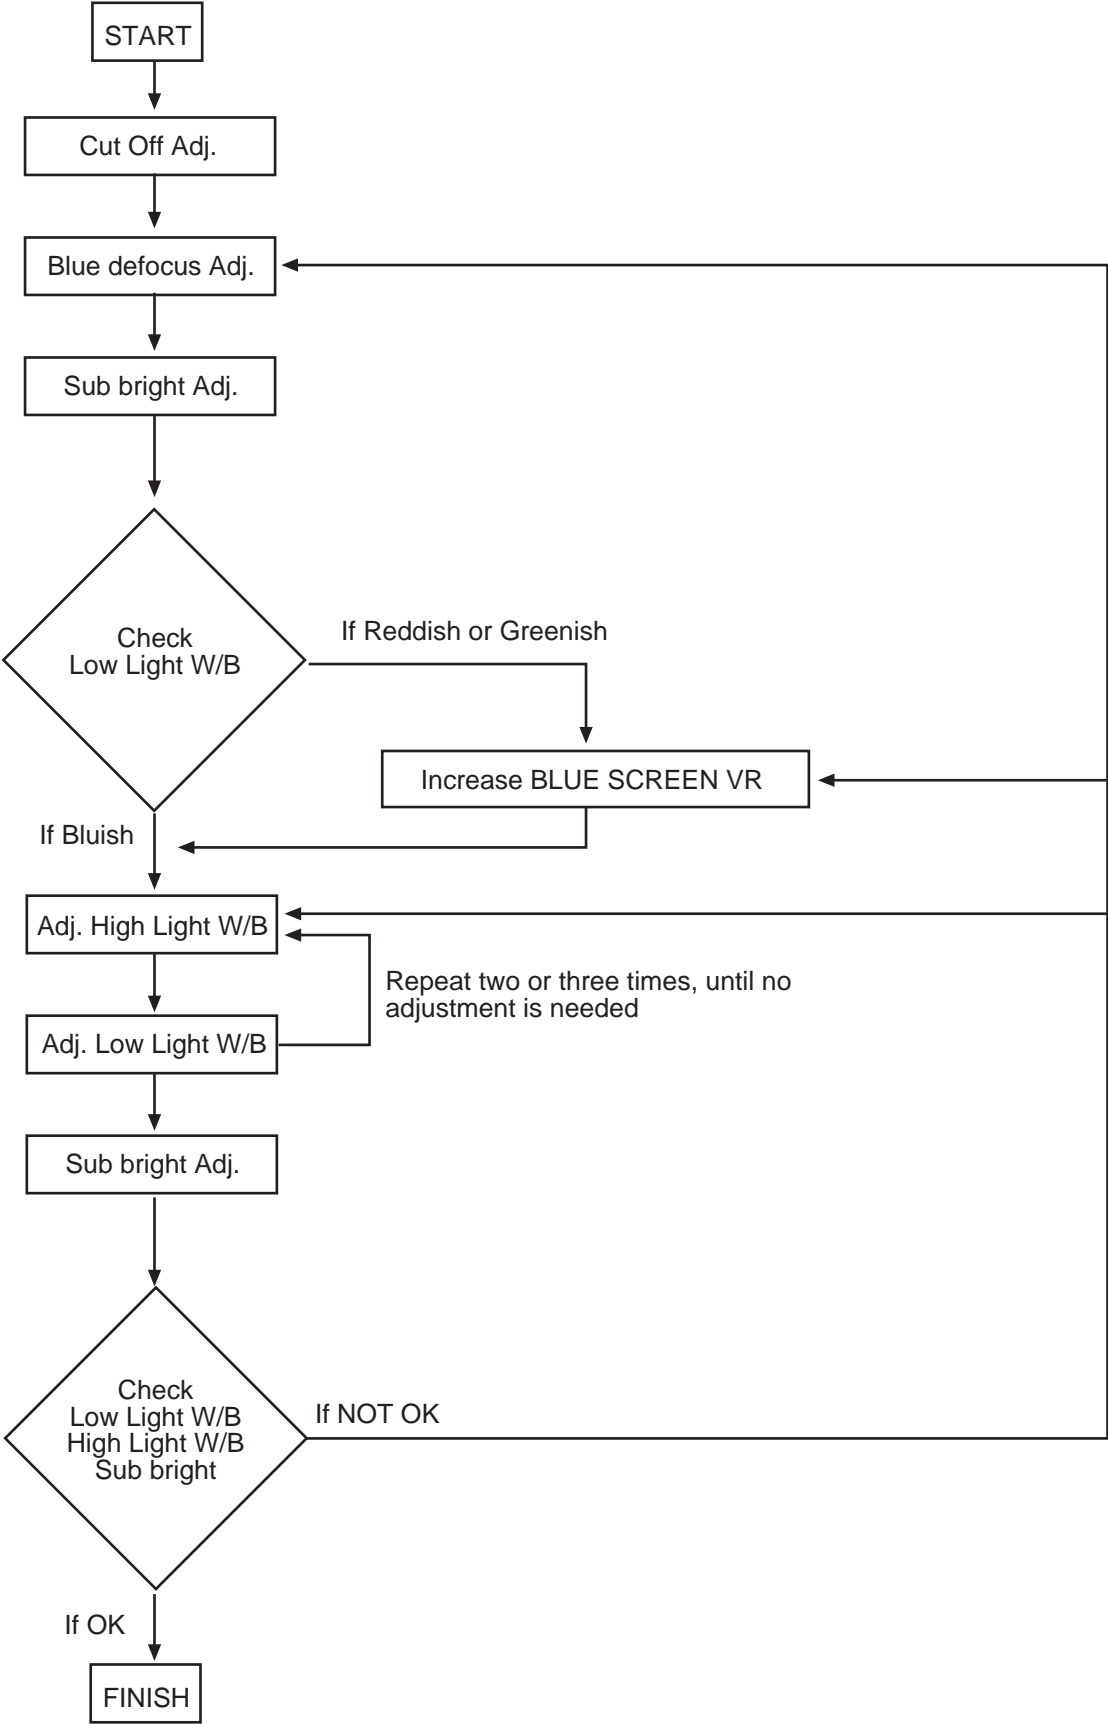 START
Cut Off Adj.
Blue defocus Adj.
Sub bright Adj.
Check
Low Light W/B
If Reddish or Greenish
Increase BLUE SCREEN VR
If Bluish
Adj. High Light W/B
Repeat two or three times, until no
adjustment is needed
Adj. Low Light W/B
Sub bright Adj.
Check
Low Light W/B
High Light W/B
Sub bright
If NOT OK
If OK
FINISH